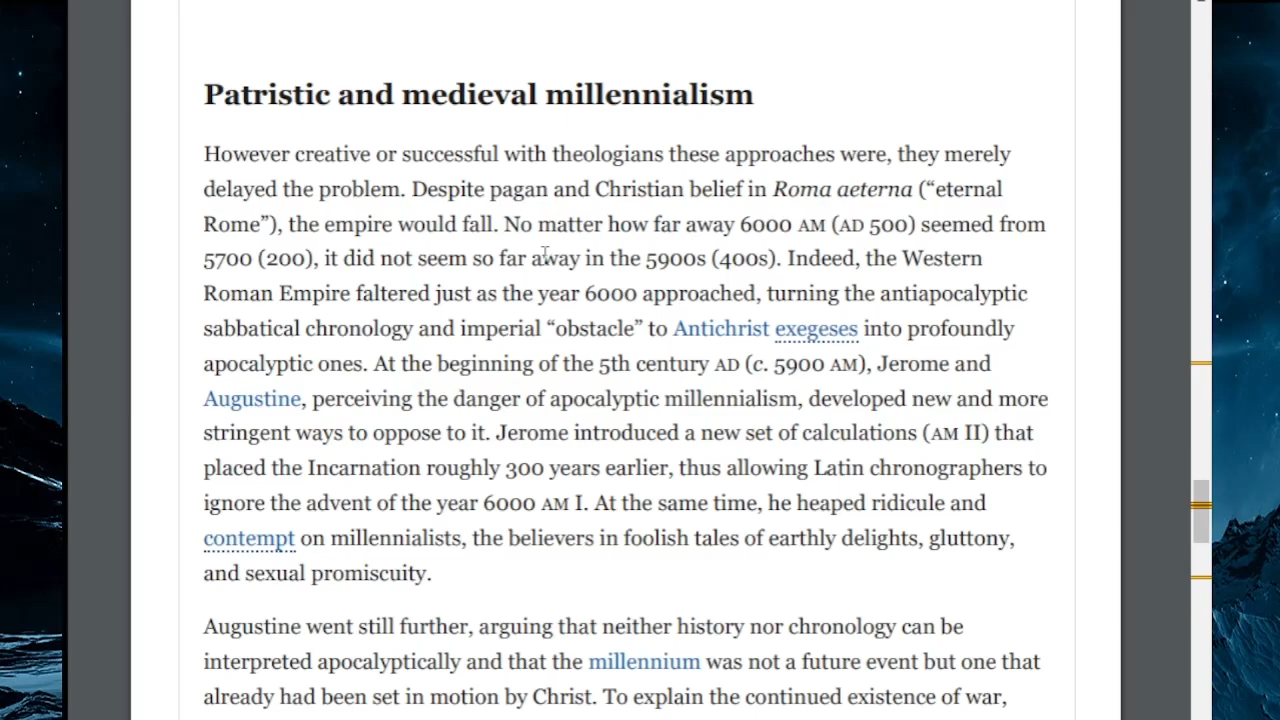 Patristic and medieval millennialism
However creative or successful with theologians these approaches were, they merely
delayed the problem. Despite pagan and Christian belief in Roma aeterna (“eternal
Rome”), the empire would fall. No matter how far away 6000 AM (AD 500) seemed from
5700 (200), it did not seem so far away in the 5900s (400s). Indeed, the Western
Roman Empire faltered just as the year 6000 approached, turning the antiapocalyptic
sabbatical chronology and imperial “obstacle” to Antichrist exegeses into profoundly
apocalyptic ones. At the beginning of the 5th century AD (c. 5900 AM), Jerome and
Augustine, perceiving the danger of apocalyptic millennialism, developed new and more
stringent ways to oppose to it. Jerome introduced a new set of calculations (AM II) that
placed the Incarnation roughly 300 years earlier, thus allowing Latin chronographers to
ignore the advent of the year 6000 AM I. At the same time, he heaped ridicule and
contempt on millennialists, the believers in foolish tales of earthly delights, gluttony,
and sexual promiscuity.
Augustine went still further, arguing that neither history nor chronology can be
interpreted apocalyptically and that the millennium was not a future event but one that
already had been set in motion by Christ. To explain the continued existence of war,